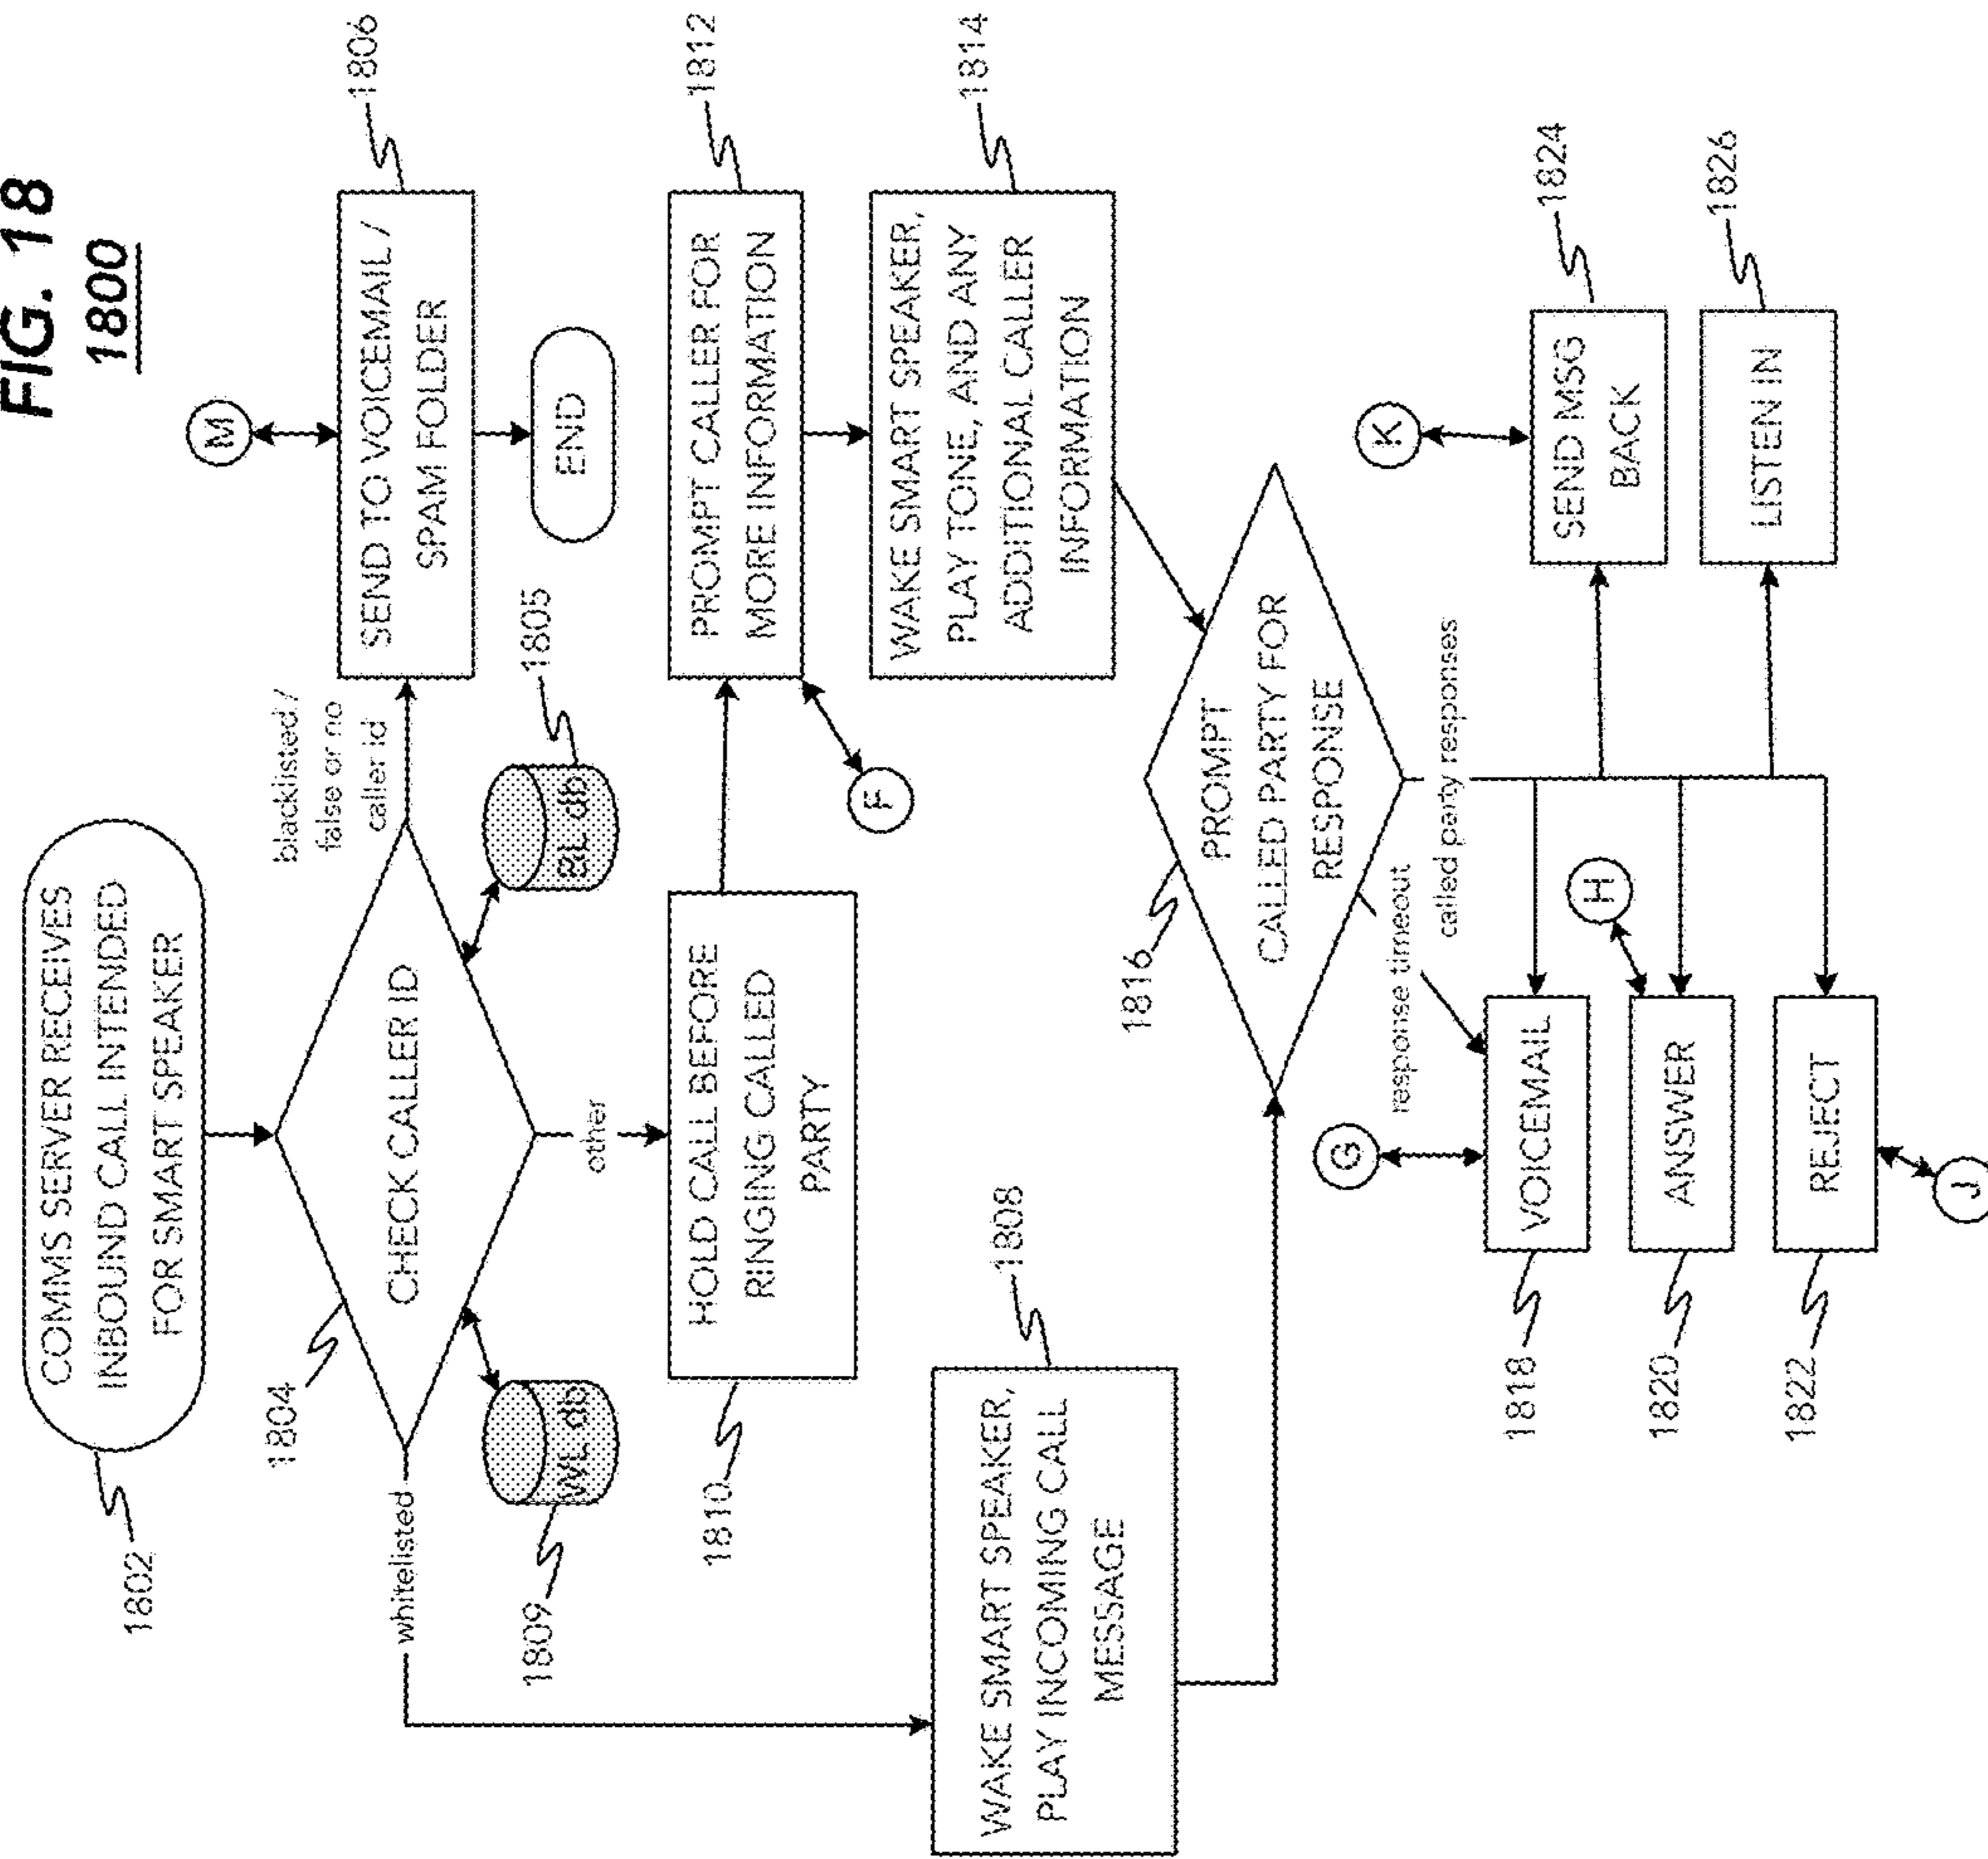 FIG. 18
1800
COMMS SERVER RECEIVES
INBOUND CALL INTENDED
FOR SMART SPEAKER
1802
M
1804
CHECK CALLER ID
blacklisted /
false or no
caller id
SEND TO VOICEMAIL /
SPAM FOLDER
1806
whitelisted
WL db
1809
BL db
1805
END
other
HOLD CALL BEFORE
RINGING CALLED
PARTY
1810
PROMPT CALLER FOR
MORE INFORMATION
1812
F
WAKE SMART SPEAKER,
PLAY TONE, AND ANY
ADDITIONAL CALLER
INFORMATION
1814
WAKE SMART SPEAKER,
PLAY INCOMING CALL
MESSAGE
1808
1816
PROMPT
CALLED PARTY FOR
RESPONSE
response timeout
called party responses
G
VOICEMAIL
1818
H
ANSWER
1820
REJECT
1822
J
K
SEND MSG
BACK
1824
LISTEN IN
1826